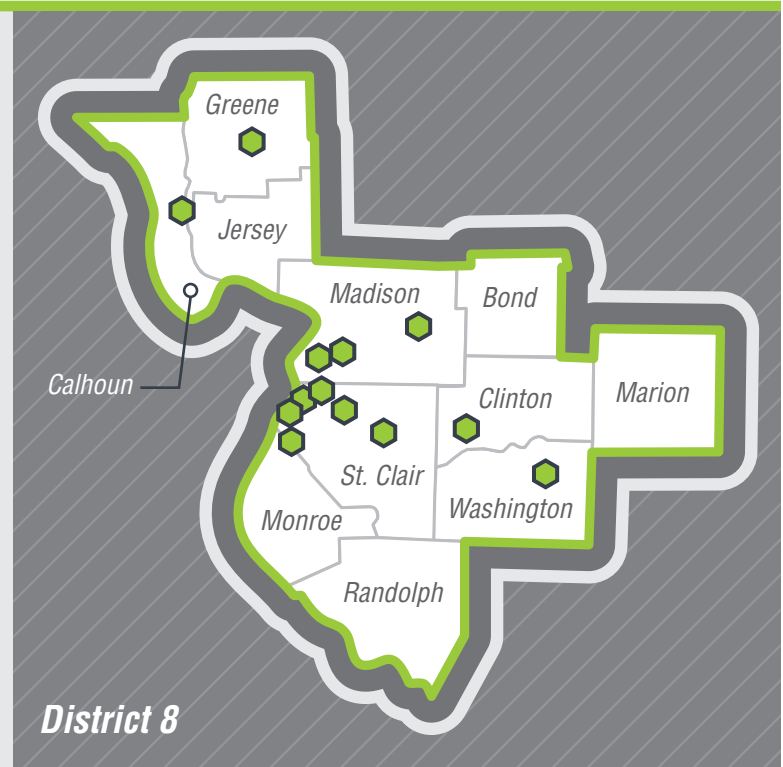 Greene
Jersey
Madison
Bond
Calhoun
Clinton
Marion
St. Clair
Washington
Monroe
Randolph
District 8